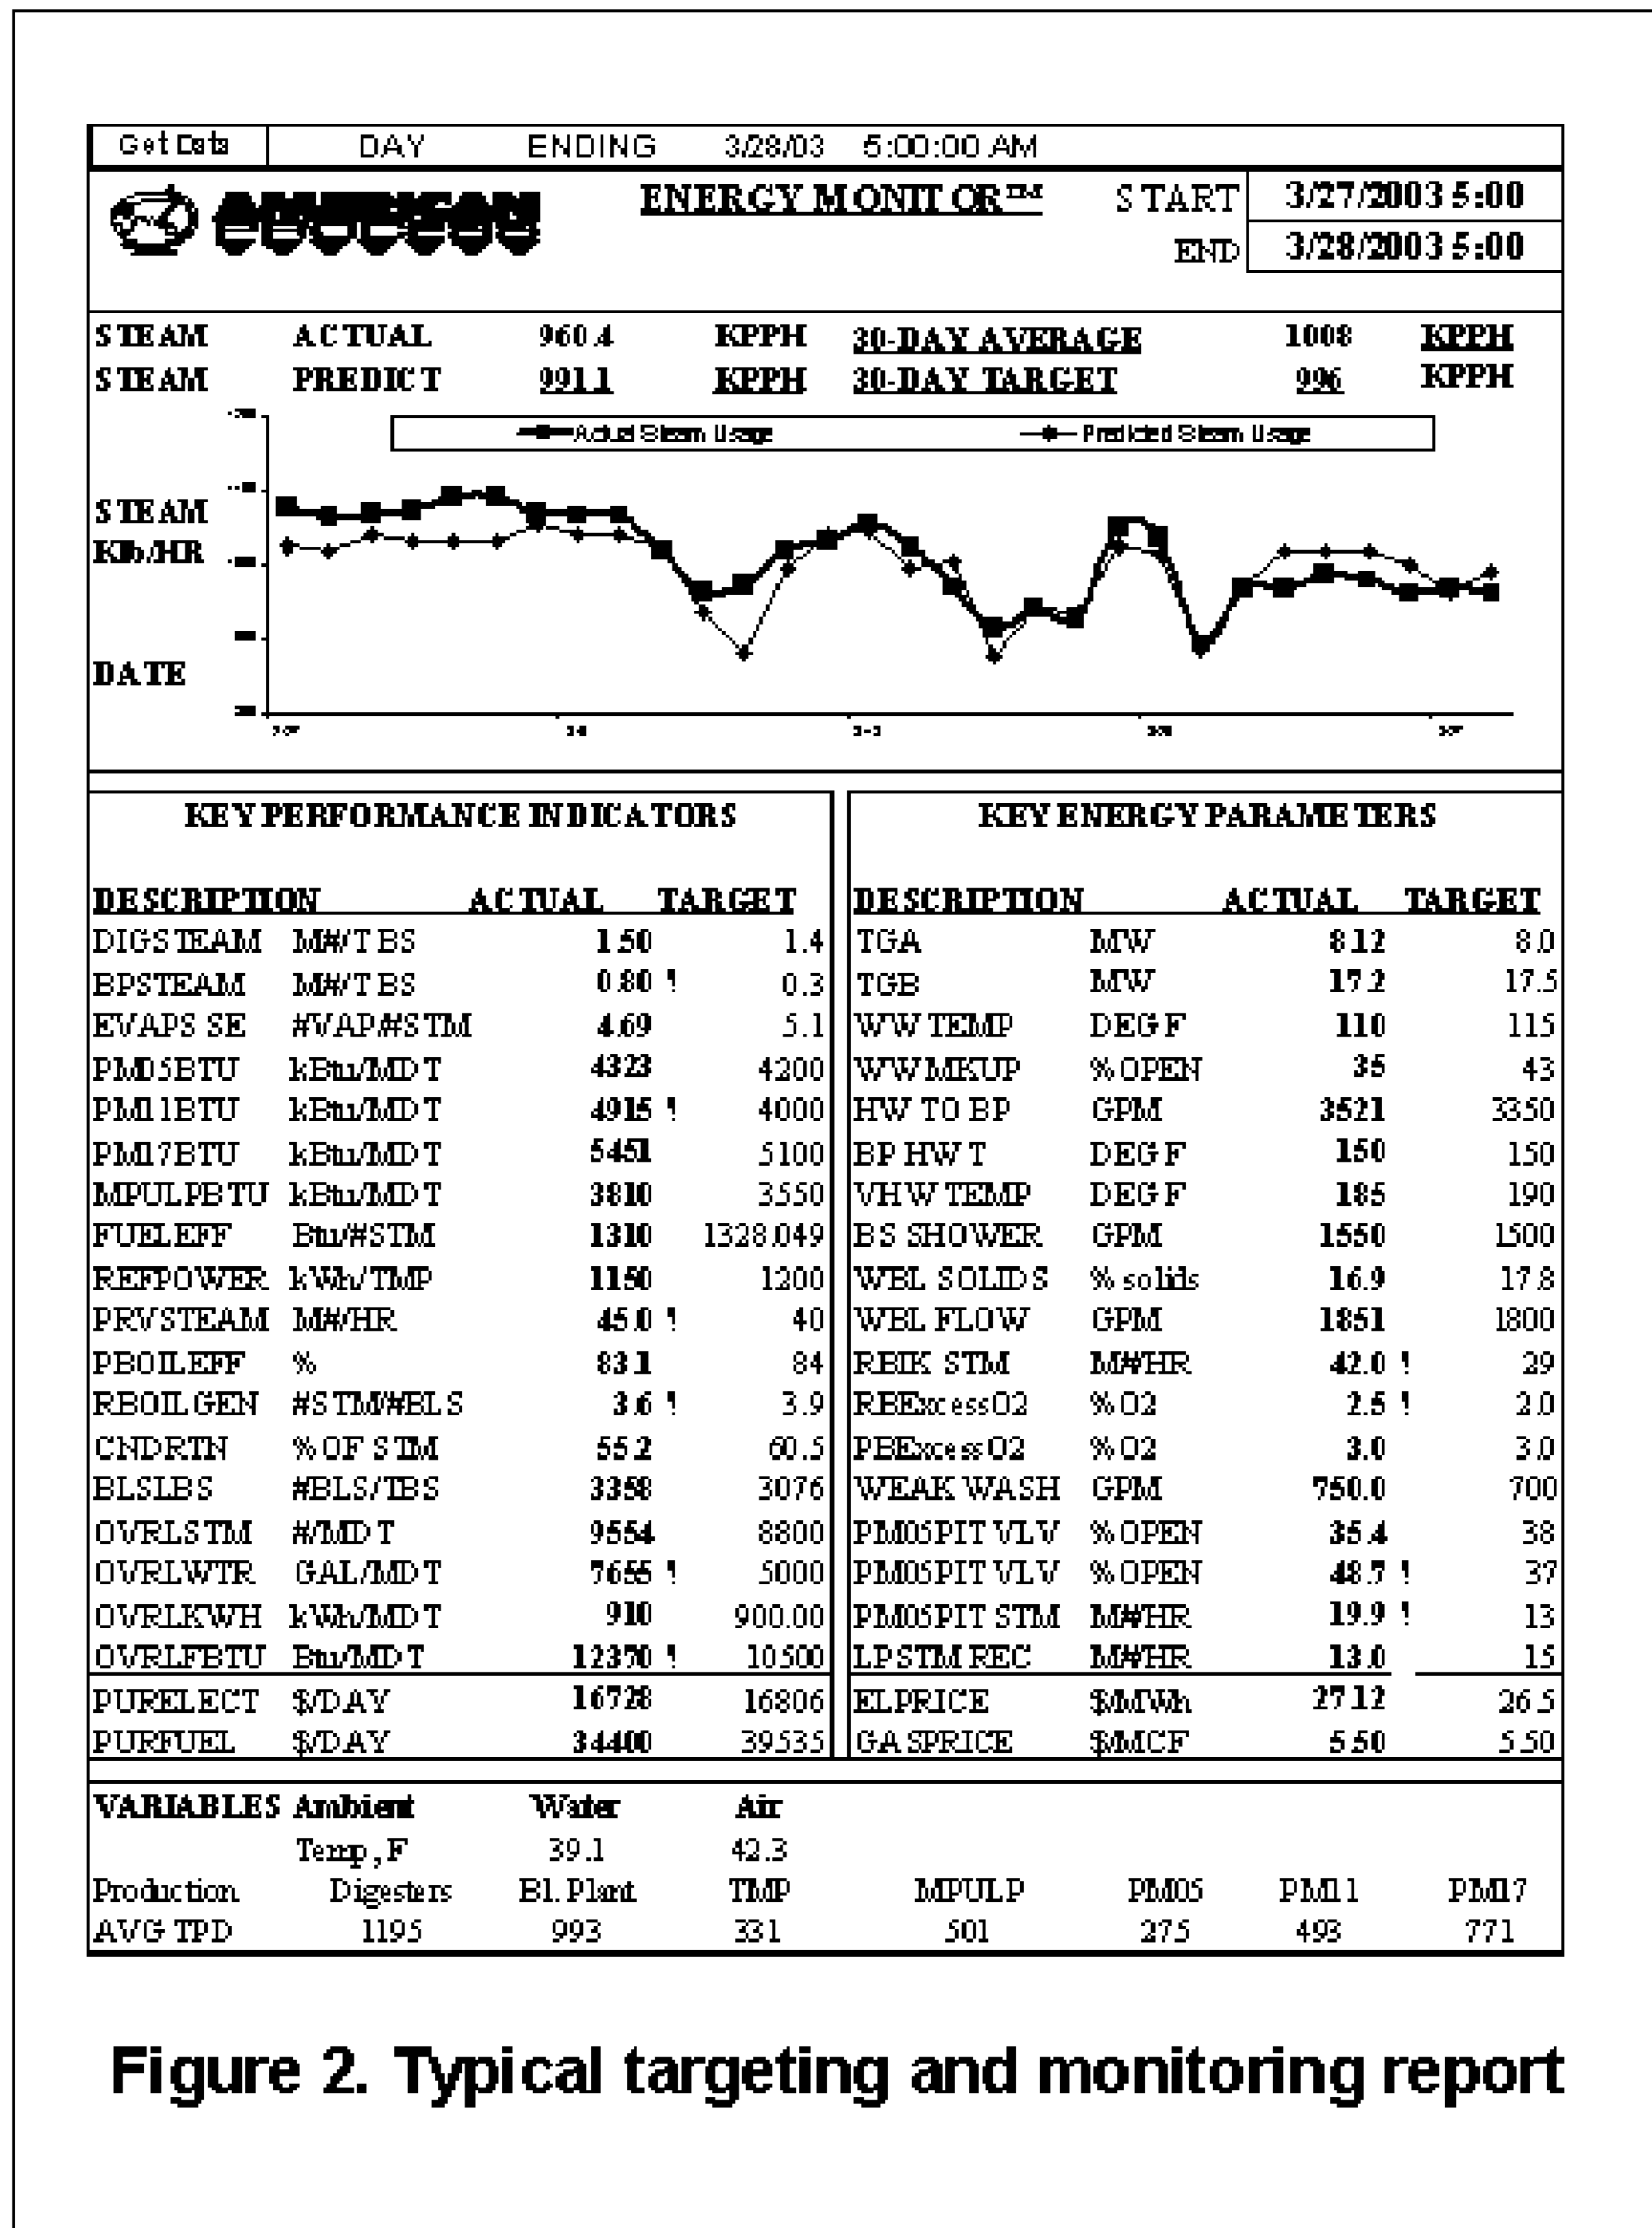 Get Data DAY ENDING 3/28/03 5:00:00 AM
AMERICAN PROCESS
ENERGY MONITOR™ START 3/27/2003 5:00
END 3/28/2003 5:00
STEAM ACTUAL 960.4 KPPH 30-DAY AVERAGE 1008 KPPH
STEAM PREDICT 991.1 KPPH 30-DAY TARGET 996 KPPH
Actual Steam Usage Predicted Steam Usage
STEAM
Klb/HR
DATE
KEY PERFORMANCE INDICATORS
DESCRIPTION ACTUAL TARGET
DIGSTEAM M#/TBS 1.50 1.4
BPSTEAM M#/TBS 0.80 ! 0.3
EVAPS SE #VAP/#STM 4.69 5.1
PM05BTU kBtu/MDT 4323 4200
PM11BTU kBtu/MDT 4915 ! 4000
PM17BTU kBtu/MDT 5451 5100
MPULPBTU kBtu/MDT 3810 3550
FUELEFF Btu/#STM 1310 1328.049
REFPOWER kWh/TMP 1150 1200
PRVSTEAM M#/HR 45.0 ! 40
PBOILEFF % 83.1 84
RBOILGEN #STM/#BLS 3.6 ! 3.9
CNDRTN % OF STM 55.2 60.5
BLSLBS #BLS/TBS 3358 3076
OVRLSTM #/MDT 9554 8800
OVRLWTR GAL/MDT 7655 ! 5000
OVRLKWH kWh/MDT 910 900.00
OVRLFBTU Btu/MDT 12370 ! 10500
PURELECT $/DAY 16728 16806
PURFUEL $/DAY 34400 39535
KEY ENERGY PARAMETERS
DESCRIPTION ACTUAL TARGET
TGA MW 8.12 8.0
TGB MW 17.2 17.5
WW TEMP DEG F 110 115
WW MKUP % OPEN 35 43
HW TO BP GPM 3521 3350
BP HW T DEG F 150 150
VHW TEMP DEG F 185 190
BS SHOWER GPM 1550 1500
WBL SOLIDS % solids 16.9 17.8
WBL FLOW GPM 1851 1800
RBIK STM M#/HR 42.0 ! 29
RBExcessO2 %O2 2.5 ! 2.0
PBExcessO2 %O2 3.0 3.0
WEAK WASH GPM 750.0 700
PM05PIT VLV % OPEN 35.4 38
PM05PIT VLV % OPEN 48.7 ! 37
PM05PIT STM M#/HR 19.9 ! 13
LPSTM REC M#/HR 13.0 15
ELPRICE $/MWh 27.12 26.5
GASPRICE $/MCF 5.50 5.50
VARIABLES Ambient Water Air
Temp, F 39.1 42.3
Production Digesters Bl. Plant TMP MPULP PM05 PM11 PM17
AVG TPD 1195 993 331 501 275 493 771
Figure 2. Typical targeting and monitoring report